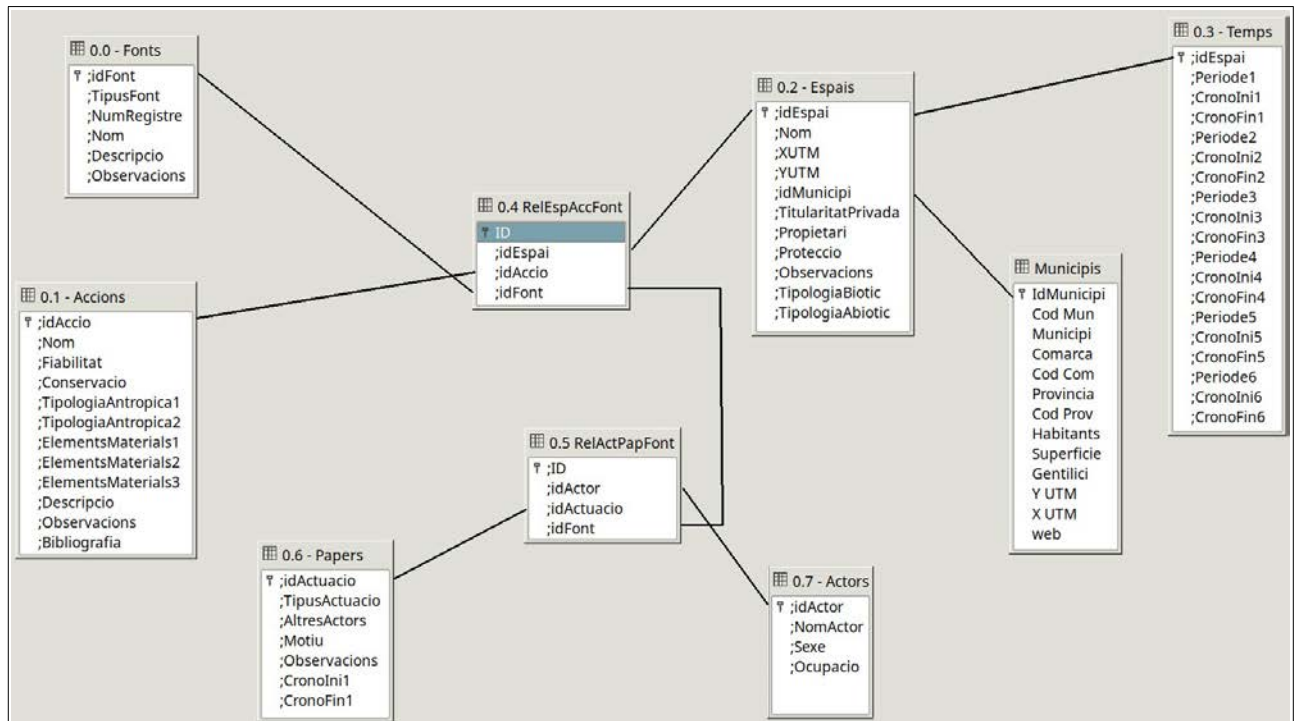 0.0 - Fonts
;idFont
;TipusFont
;NumRegistre
;Nom
;Descripcio
;Observacions
0.1 - Accions
;idAccio
;Nom
;Fiabilitat
;Conservacio
;TipologiaAntropica1
;TipologiaAntropica2
;ElementsMaterials1
;ElementsMaterials2
;ElementsMaterials3
;Descripcio
;Observacions
;Bibliografia
0.4 RelEspAccFont
ID
;idEspai
;idAccio
;idFont
0.5 RelActPapFont
;ID
;idActor
;idActuacio
;idFont
0.6 - Papers
;idActuacio
;TipusActuacio
;AltresActors
;Motiu
;Observacions
;CronoIni1
;CronoFin1
0.2 - Espais
;idEspai
;Nom
;XUTM
;YUTM
;idMunicipi
;TitularitatPrivada
;Propietari
;Proteccio
;Observacions
;TipologiaBiotic
;TipologiaAbiotic
0.7 - Actors
;idActor
;NomActor
;Sexe
;Ocupacio
Municipis
IdMunicipi
Cod Mun
Municipi
Comarca
Cod Com
Provincia
Cod Prov
Habitants
Superficie
Gentilici
Y UTM
X UTM
web
0.3 - Temps
;idEspai
;Periode1
;CronoIni1
;CronoFin1
;Periode2
;CronoIni2
;CronoFin2
;Periode3
;CronoIni3
;CronoFin3
;Periode4
;CronoIni4
;CronoFin4
;Periode5
;CronoIni5
;CronoFin5
;Periode6
;CronoIni6
;CronoFin6